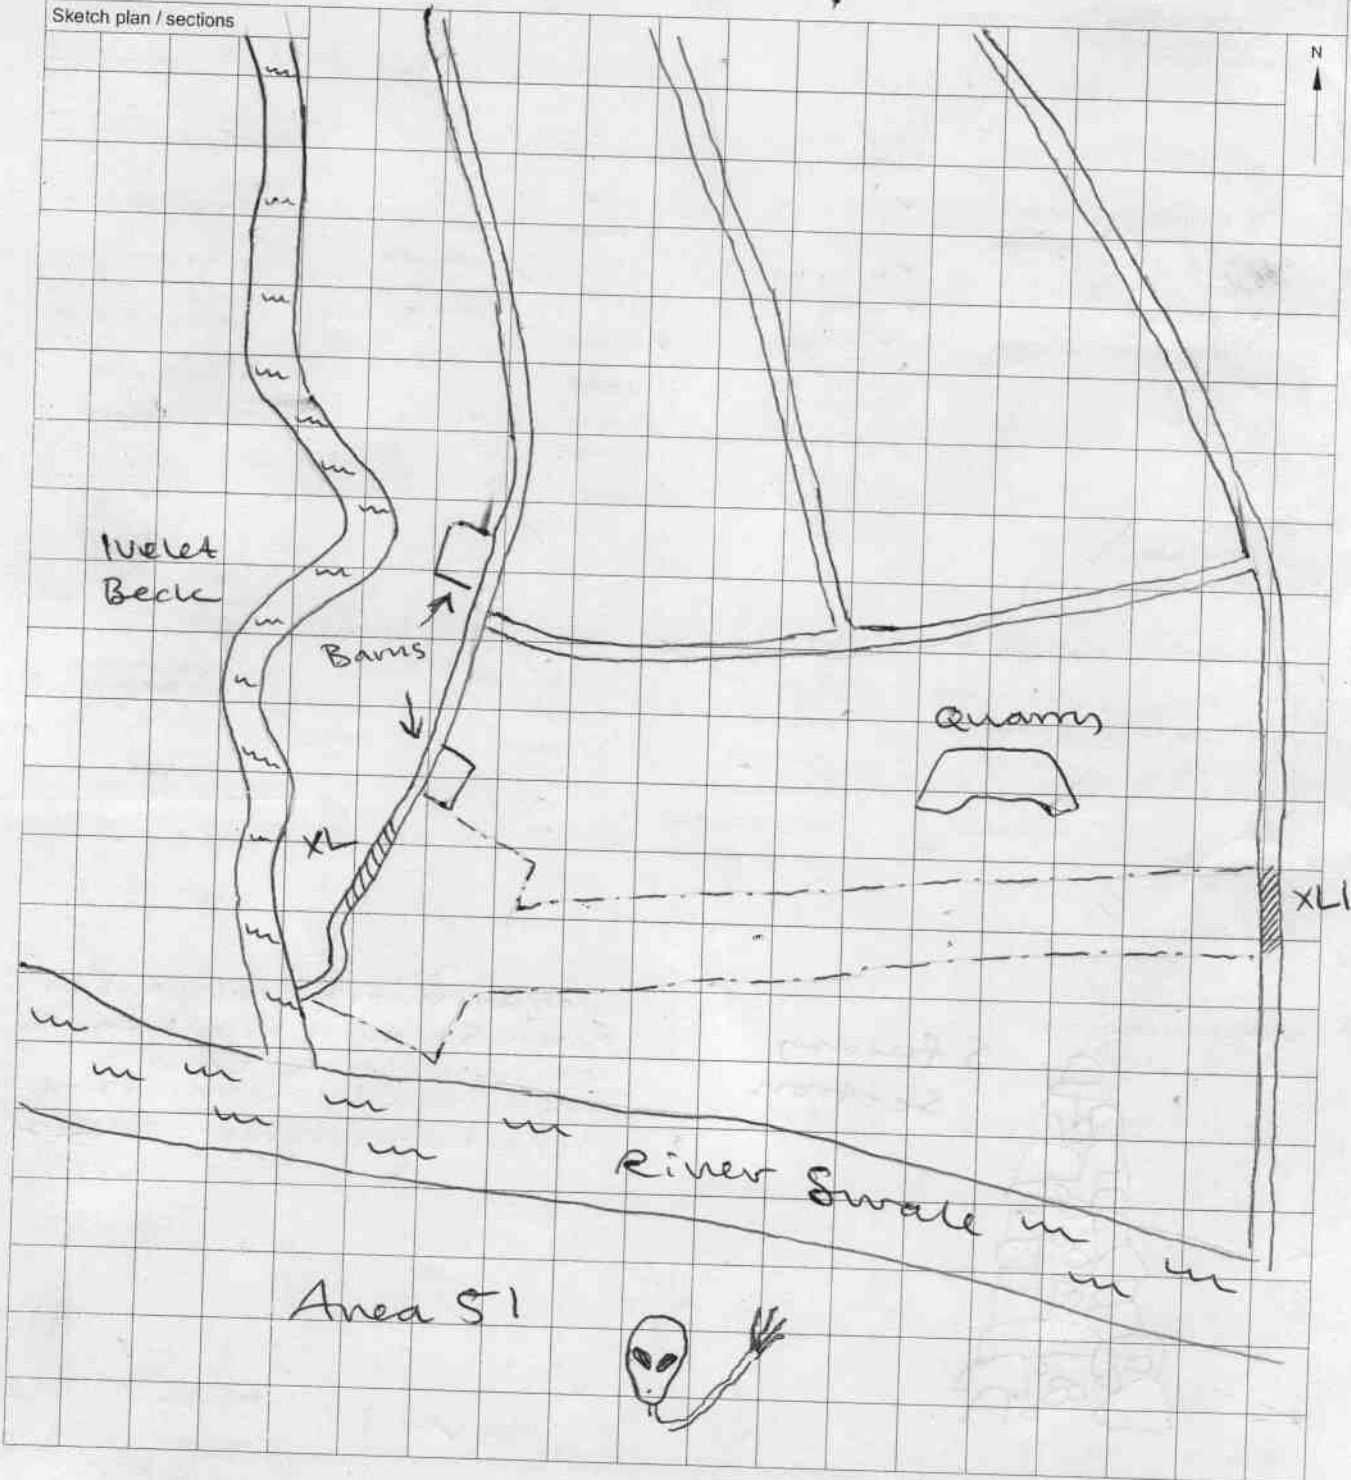 Sketch plan / sections
N
Ivelet
Beck
Barns
Quarry
XL
XLI
River Swale
Area 51